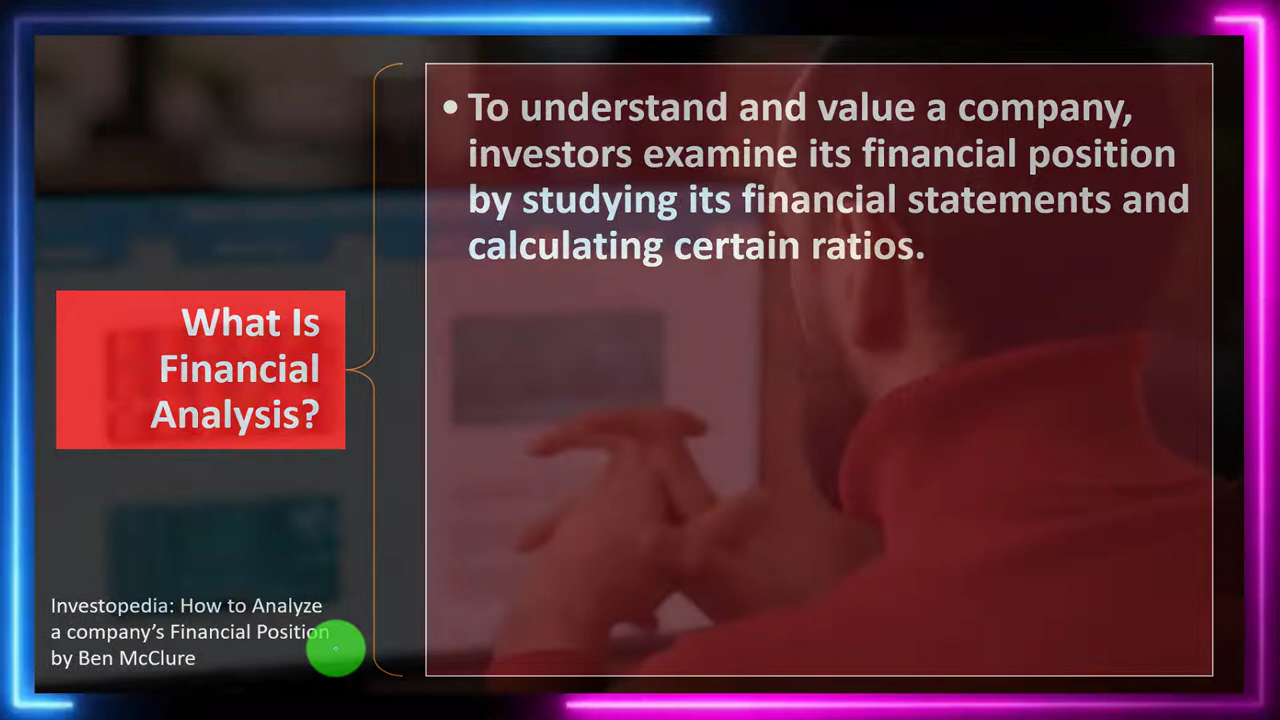 • To understand and value a company,
investors examine its financial position
by studying its financial statements and
calculating certain ratios.
What Is
Financial
Analysis?
Investopedia: How to Analyze
a company’s Financial Position
by Ben McClure